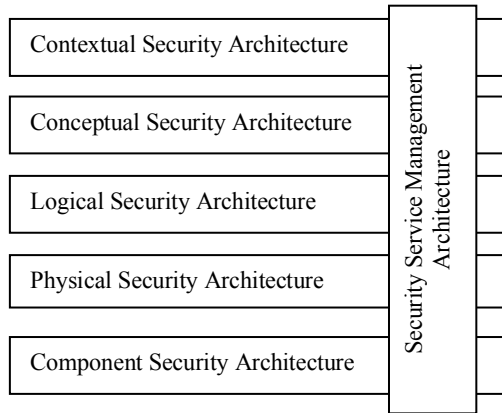 Contextual Security Architecture
Conceptual Security Architecture
Logical Security Architecture
Physical Security Architecture
Component Security Architecture
Security Service Management
Architecture